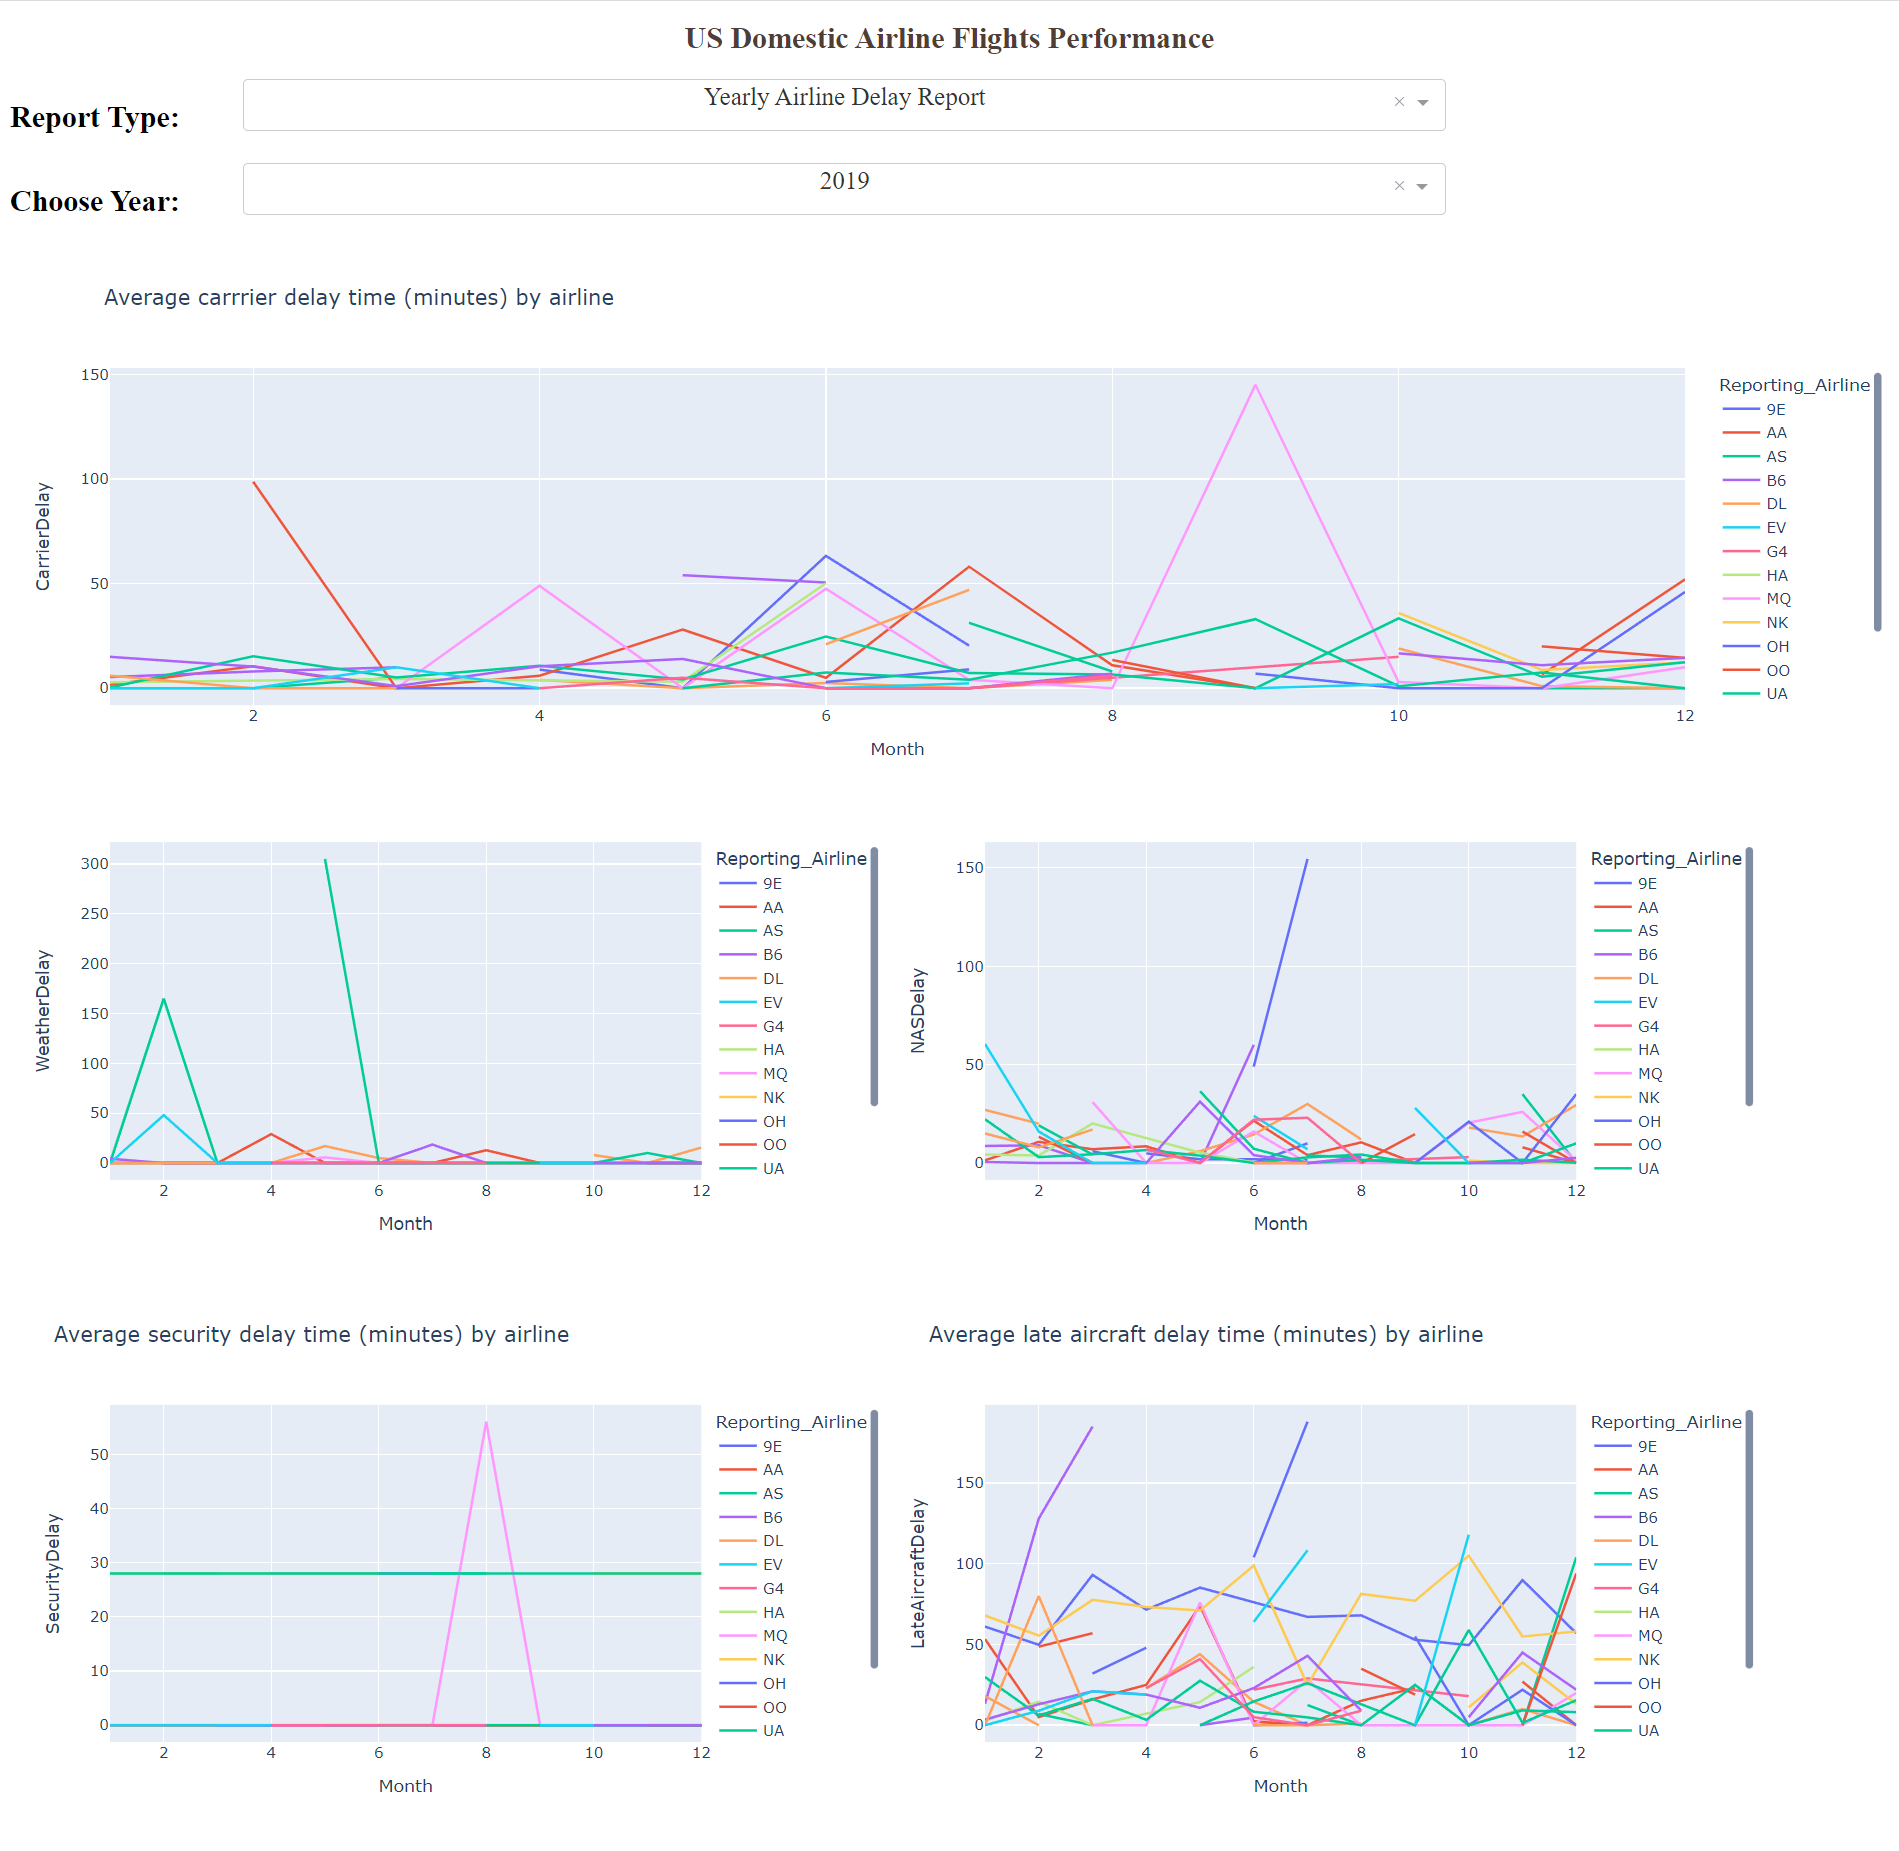 US Domestic Airline Flights Performance
Report Type:
Yearly Airline Delay Report
×
Choose Year:
2019
×
Average carrrier delay time (minutes) by airline
150
100
50
0
CarrierDelay
2 4 6 8 10 12
Month
Reporting_Airline
9E
AA
AS
B6
DL
EV
G4
HA
MQ
NK
OH
OO
UA
300
250
200
150
100
50
0
WeatherDelay
2 4 6 8 10 12
Month
Reporting_Airline
9E
AA
AS
B6
DL
EV
G4
HA
MQ
NK
OH
OO
UA
150
100
50
0
NASDelay
2 4 6 8 10 12
Month
Reporting_Airline
9E
AA
AS
B6
DL
EV
G4
HA
MQ
NK
OH
OO
UA
Average security delay time (minutes) by airline
50
40
30
20
10
0
SecurityDelay
2 4 6 8 10 12
Month
Reporting_Airline
9E
AA
AS
B6
DL
EV
G4
HA
MQ
NK
OH
OO
UA
Average late aircraft delay time (minutes) by airline
150
100
50
0
LateAircraftDelay
2 4 6 8 10 12
Month
Reporting_Airline
9E
AA
AS
B6
DL
EV
G4
HA
MQ
NK
OH
OO
UA